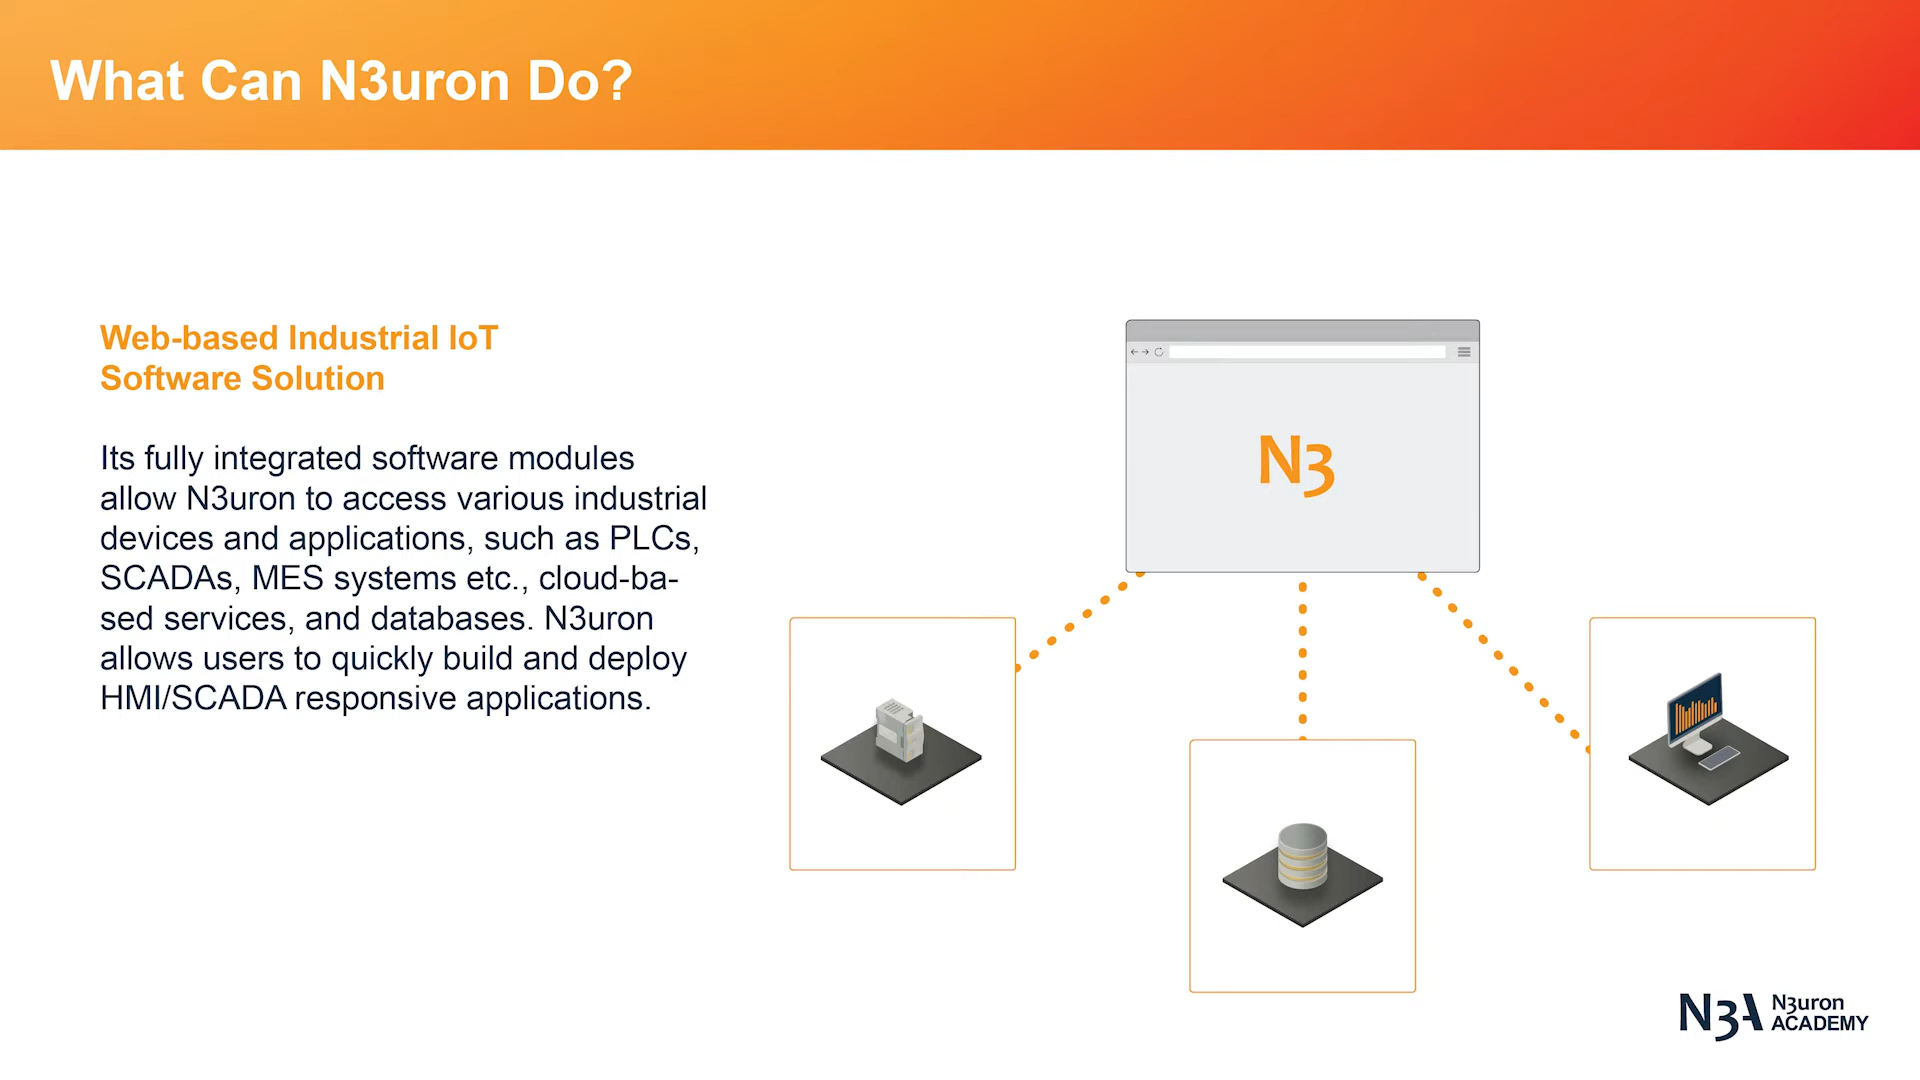 What Can N3uron Do?
Web-based Industrial IoT
Software Solution
Its fully integrated software modules
allow N3uron to access various industrial
devices and applications, such as PLCs,
SCADAs, MES systems etc., cloud-ba-
sed services, and databases. N3uron
allows users to quickly build and deploy
HMI/SCADA responsive applications.
N3
N3A
N3uron
ACADEMY